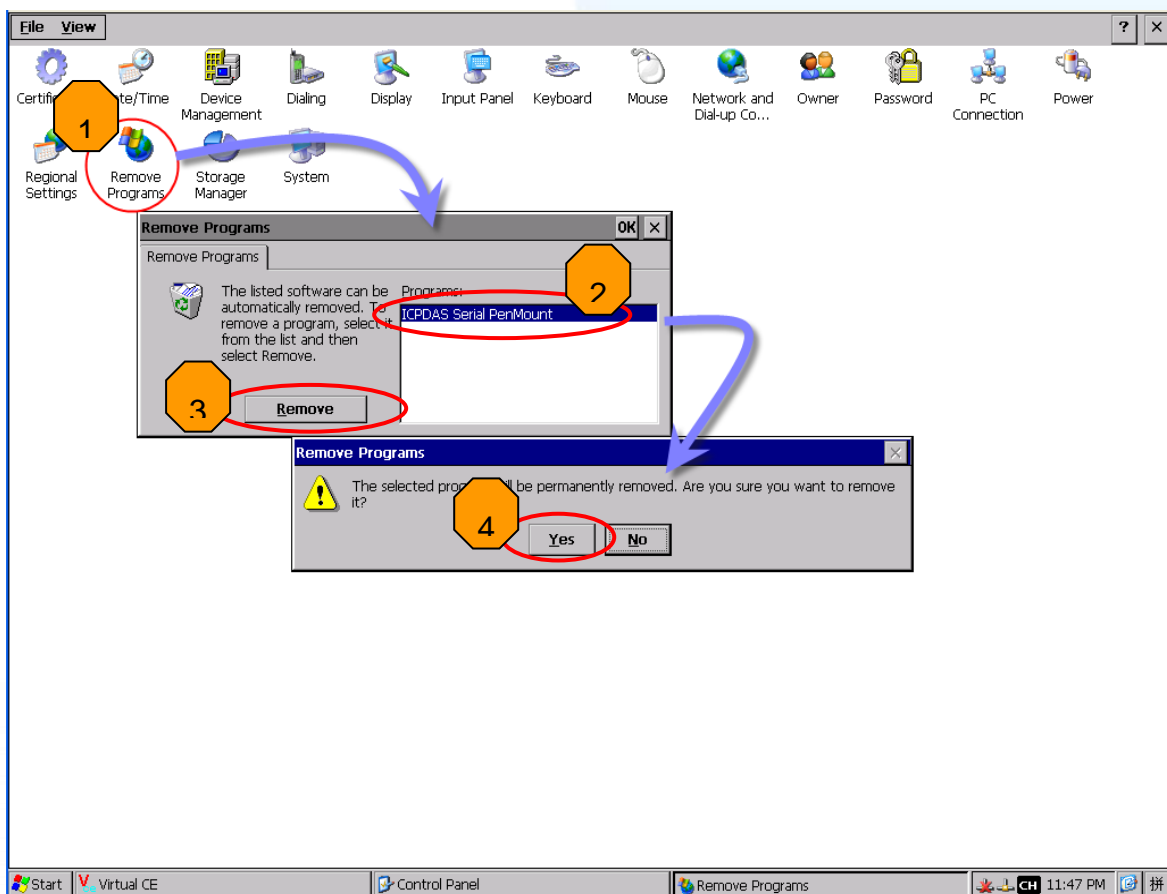 File View
?
Certific
te/Time
Device
Management
Dialing
Display
Input Panel
Keyboard
Mouse
Network and
Dial-up Co...
Owner
Password
PC
Connection
Power
1
Regional
Settings
Remove
Programs
Storage
Manager
System
Remove Programs
OK
Remove Programs
The listed software can be
automatically removed. To
remove a program, select it
from the list and then
select Remove.
Programs:
2
ICPDAS Serial PenMount
3
Remove
Remove Programs
The selected prog ll be permanently removed. Are you sure you want to remove
it?
4
Yes
No
Start
Virtual CE
Control Panel
Remove Programs
CH
11:47 PM
拼